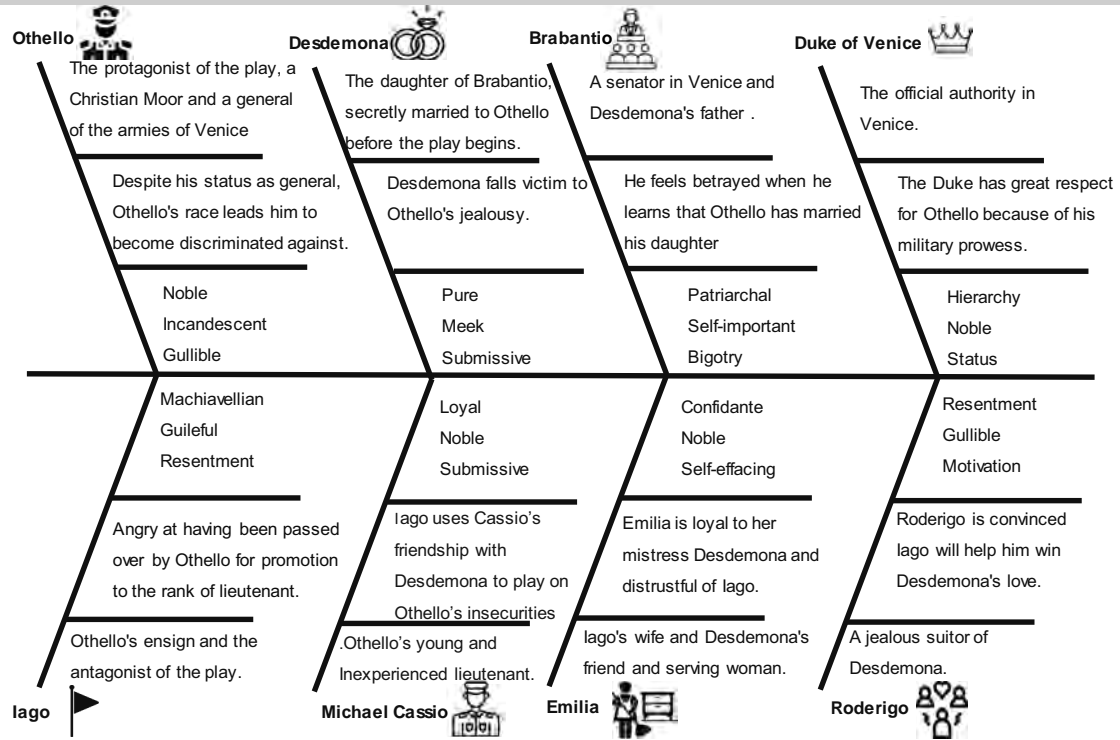 Othello
The protagonist of the play, a
Christian Moor and a general
of the armies of Venice
Despite his status as general,
Othello's race leads him to
become discriminated against.
Noble
Incandescent
Gullible
Desdemona
The daughter of Brabantio,
secretly married to Othello
before the play begins.
Desdemona falls victim to
Othello's jealousy.
Pure
Meek
Submissive
Brabantio
A senator in Venice and
Desdemona's father .
He feels betrayed when he
learns that Othello has married
his daughter
Patriarchal
Self-important
Bigotry
Duke of Venice
The official authority in
Venice.
The Duke has great respect
for Othello because of his
military prowess.
Hierarchy
Noble
Status
Machiavellian
Guileful
Resentment
Angry at having been passed
over by Othello for promotion
to the rank of lieutenant.
Othello's ensign and the
antagonist of the play.
Iago
Loyal
Noble
Submissive
Iago uses Cassio’s
friendship with
Desdemona to play on
Othello’s insecurities
.Othello’s young and
Inexperienced lieutenant.
Michael Cassio
Confidante
Noble
Self-effacing
Emilia is loyal to her
mistress Desdemona and
distrustful of Iago.
Iago's wife and Desdemona's
friend and serving woman.
Emilia
Resentment
Gullible
Motivation
Roderigo is convinced
Iago will help him win
Desdemona's love.
A jealous suitor of
Desdemona.
Roderigo